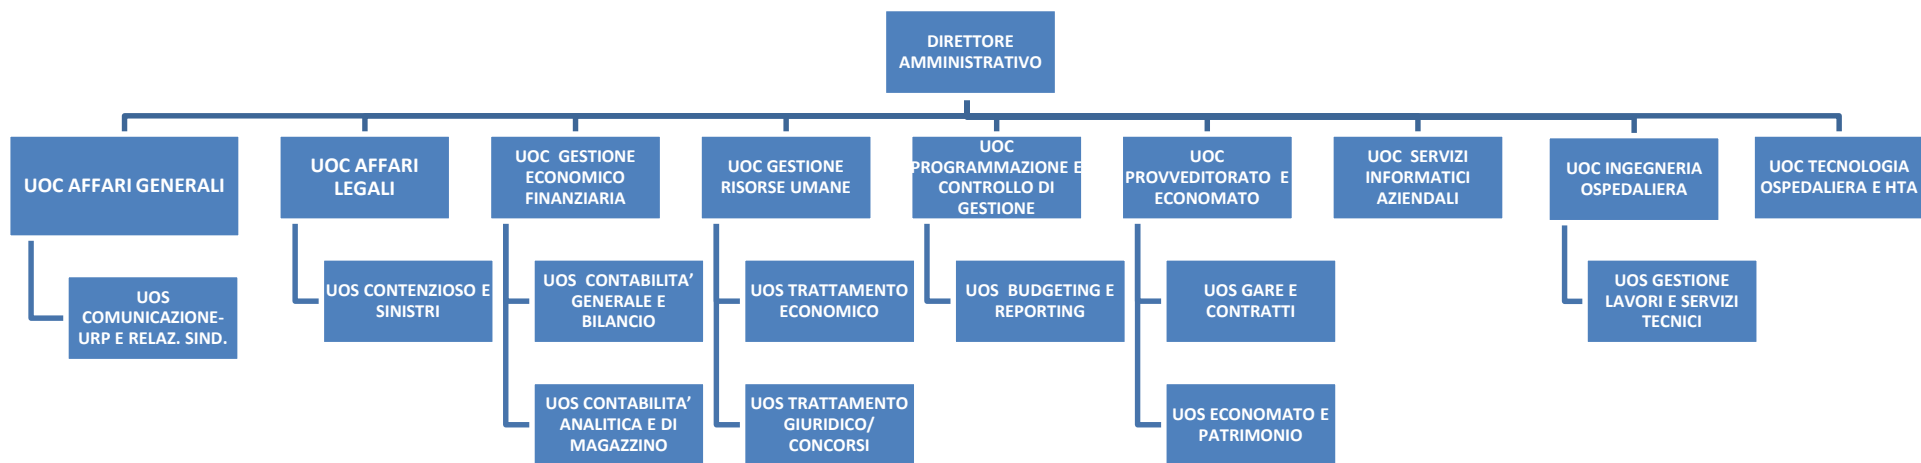 DIRETTORE
AMMINISTRATIVO
UOC AFFARI GENERALI
UOC AFFARI
LEGALI
UOC GESTIONE
ECONOMICO
FINANZIARIA
UOC GESTIONE
RISORSE UMANE
UOC
PROGRAMMAZIONE E
CONTROLLO DI
GESTIONE
UOC
PROVVEDITORATO E
ECONOMATO
UOC SERVIZI
INFORMATICI
AZIENDALI
UOC INGEGNERIA
OSPEDALIERA
UOC TECNOLOGIA
OSPEDALIERA E HTA
UOS
COMUNICAZIONE-
URP E RELAZ. SIND.
UOS CONTENZIOSO E
SINISTRI
UOS CONTABILITA’
GENERALE E
BILANCIO
UOS TRATTAMENTO
ECONOMICO
UOS BUDGETING E
REPORTING
UOS GARE E
CONTRATTI
UOS GESTIONE
LAVORI E SERVIZI
TECNICI
UOS CONTABILITA’
ANALITICA E DI
MAGAZZINO
UOS TRATTAMENTO
GIURIDICO/
CONCORSI
UOS ECONOMATO E
PATRIMONIO